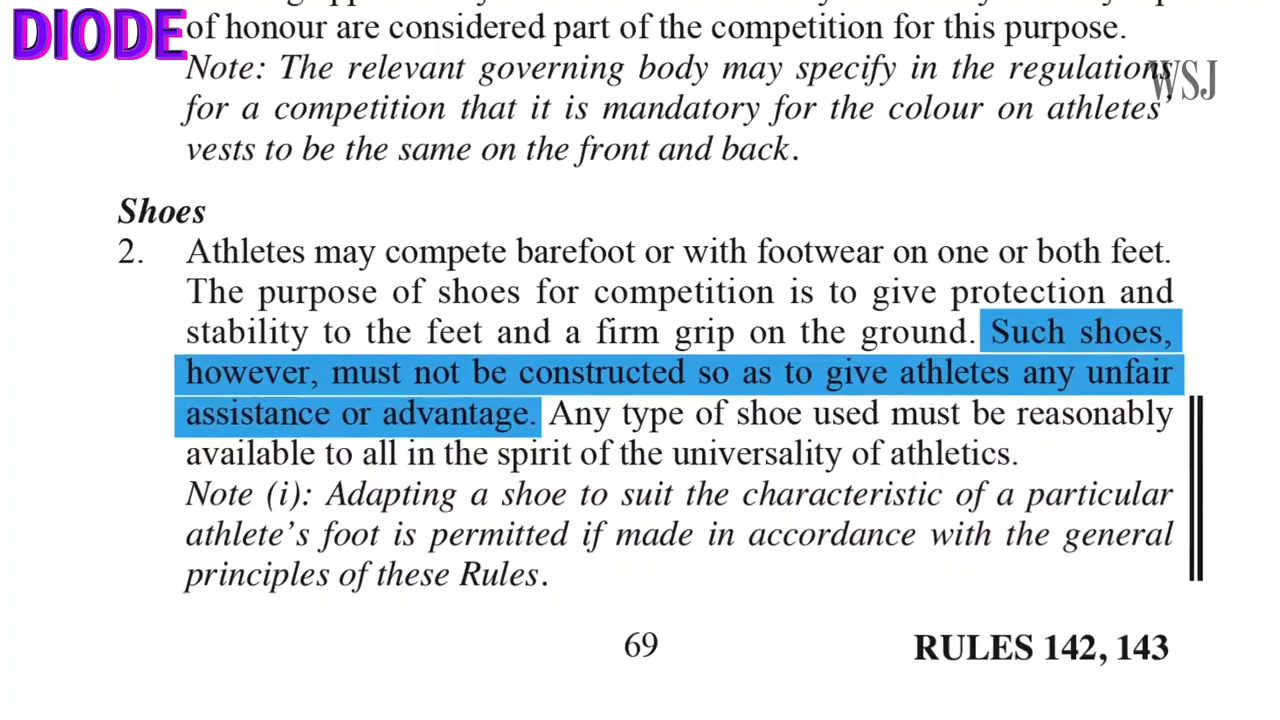 DIODE
of honour are considered part of the competition for this purpose.
Note: The relevant governing body may specify in the regulations
WSJ
for a competition that it is mandatory for the colour on athletes'
vests to be the same on the front and back.
Shoes
2. Athletes may compete barefoot or with footwear on one or both feet.
The purpose of shoes for competition is to give protection and
stability to the feet and a firm grip on the ground. Such shoes,
however, must not be constructed so as to give athletes any unfair
assistance or advantage. Any type of shoe used must be reasonably
available to all in the spirit of the universality of athletics.
Note (i): Adapting a shoe to suit the characteristic of a particular
athlete's foot is permitted if made in accordance with the general
principles of these Rules.
69
RULES 142, 143